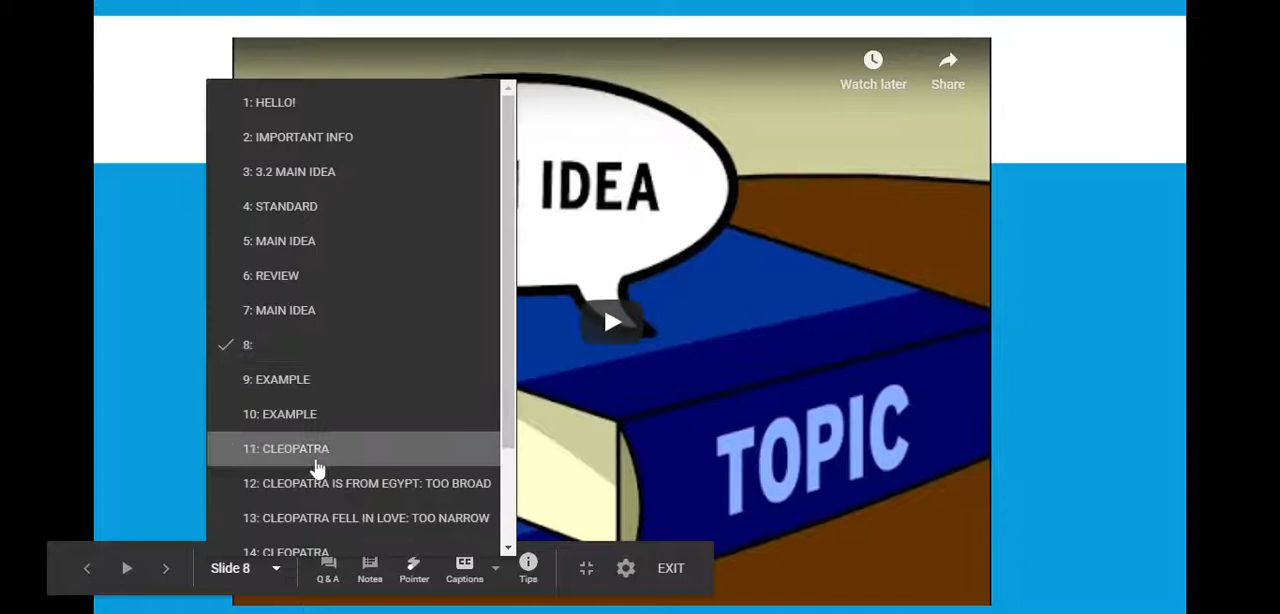 Watch later
Share
1: HELLO!
2: IMPORTANT INFO
3: 3.2 MAIN IDEA
4: STANDARD
5: MAIN IDEA
6: REVIEW
7: MAIN IDEA
8:
9: EXAMPLE
10: EXAMPLE
11: CLEOPATRA
12: CLEOPATRA IS FROM EGYPT: TOO BROAD
13: CLEOPATRA FELL IN LOVE: TOO NARROW
14: CLEOPATRA
IDEA
TOPIC
Slide 8
Q & A
Notes
Pointer
CC
Captions
Tips
EXIT